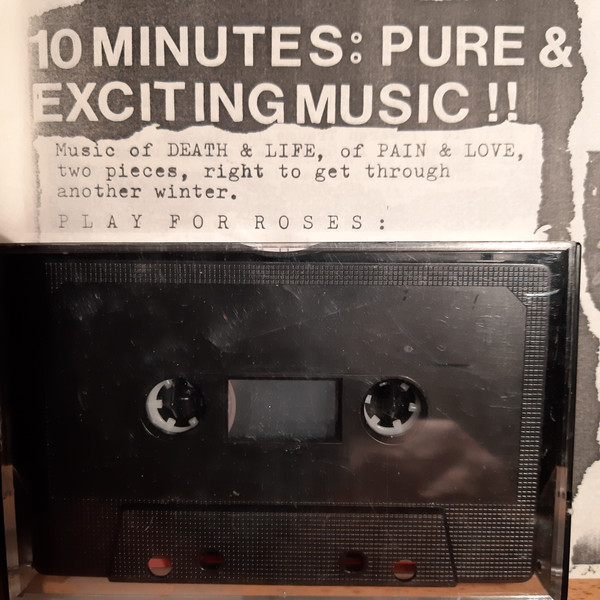 10 MINUTES: PURE &
EXCITING MUSIC !!
Music of DEATH & LIFE, of PAIN & LOVE,
two pieces, right to get through
another winter.
PLAY FOR ROSES: